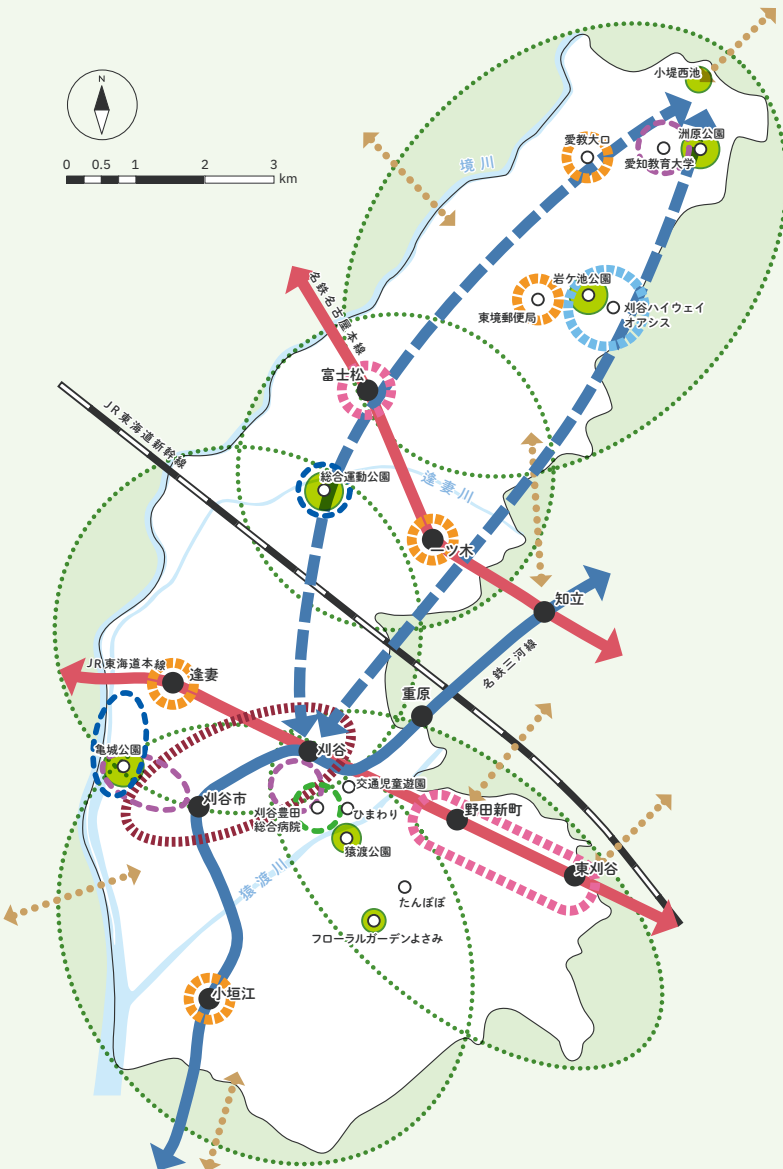 N
0 0.5 1 2 3 km
小堤西池
境川
愛教大口
洲原公園
愛知教育大学
名鉄名古屋本線
岩ケ池公園
東境郵便局
刈谷ハイウェイ
オアシス
富士松
JR東海道新幹線
総合運動公園
逢妻川
一ツ木
知立
名鉄三河線
JR東海道本線
逢妻
重原
亀城公園
刈谷
交通児童遊園
刈谷市
刈谷豊田
総合病院
ひまわり
野田新町
猿渡公園
東刈谷
猿渡川
たんぽぽ
フローラルガーデンよさみ
小垣江